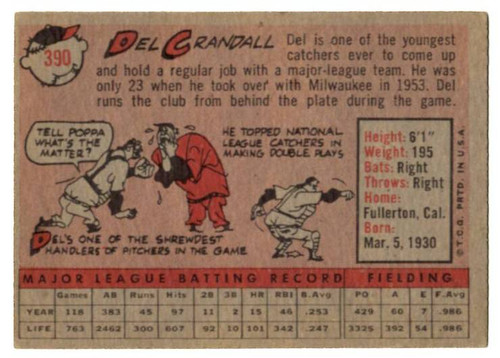 390
DEL CRANDALL
Del is one of the youngest
catchers ever to come up
and hold a regular job with a major-league team. He was
only 23 when he took over with Milwaukee in 1953. Del
runs the club from behind the plate during the game.
TELL POPPA
WHAT'S THE
MATTER?
HE TOPPED NATIONAL
LEAGUE CATCHERS IN
MAKING DOUBLE PLAYS
DEL'S ONE OF THE SHREWDEST
HANDLERS OF PITCHERS IN THE GAME
Height: 6'1"
Weight: 195
Bats: Right
Throws: Right
Home:
Fullerton, Cal.
Born:
Mar. 5, 1930
© T.C.G. PRTD. IN U.S.A.
MAJOR LEAGUE BATTING RECORD FIELDING
Games AB Runs Hits 2B 3B H.R. RBI B.Avg PO A E F.Avg
YEAR 118 383 45 97 11 2 15 46 .253 429 60 7 .986
LIFE 763 2462 300 607 92 10 104 342 .247 3325 392 54 .986